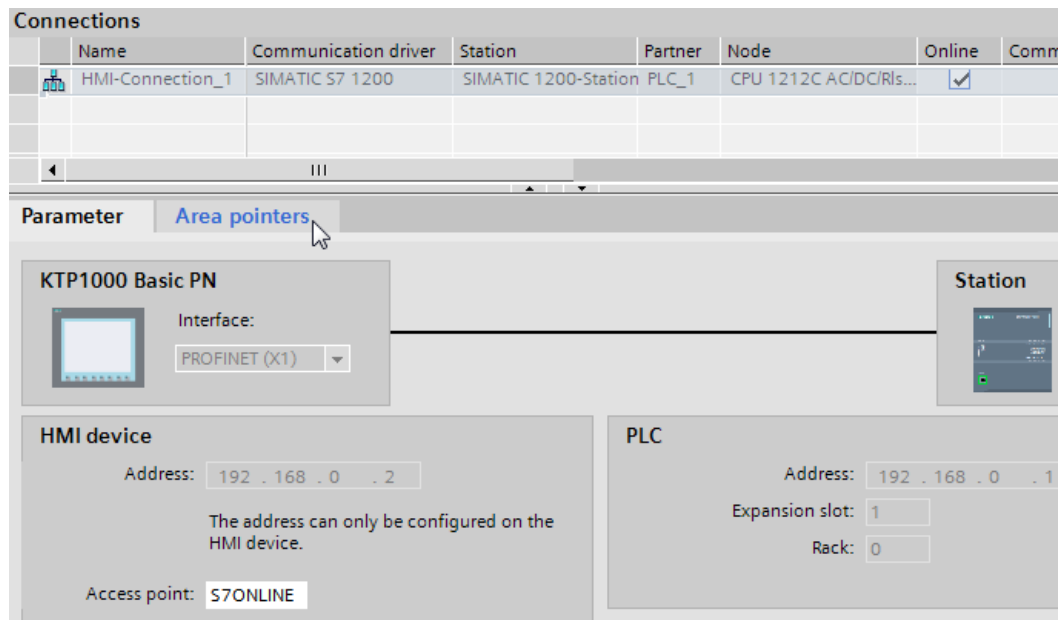 Connections
Name Communication driver Station Partner Node Online Comm
HMI-Connection_1 SIMATIC S7 1200 SIMATIC 1200-Station PLC_1 CPU 1212C AC/DC/Rls...
Parameter Area pointers
KTP1000 Basic PN
Station
Interface:
PROFINET (X1)
HMI device
PLC
Address: 192 . 168 . 0 . 2
Address: 192 . 168 . 0 . 1
The address can only be configured on the
HMI device.
Expansion slot: 1
Rack: 0
Access point: S7ONLINE